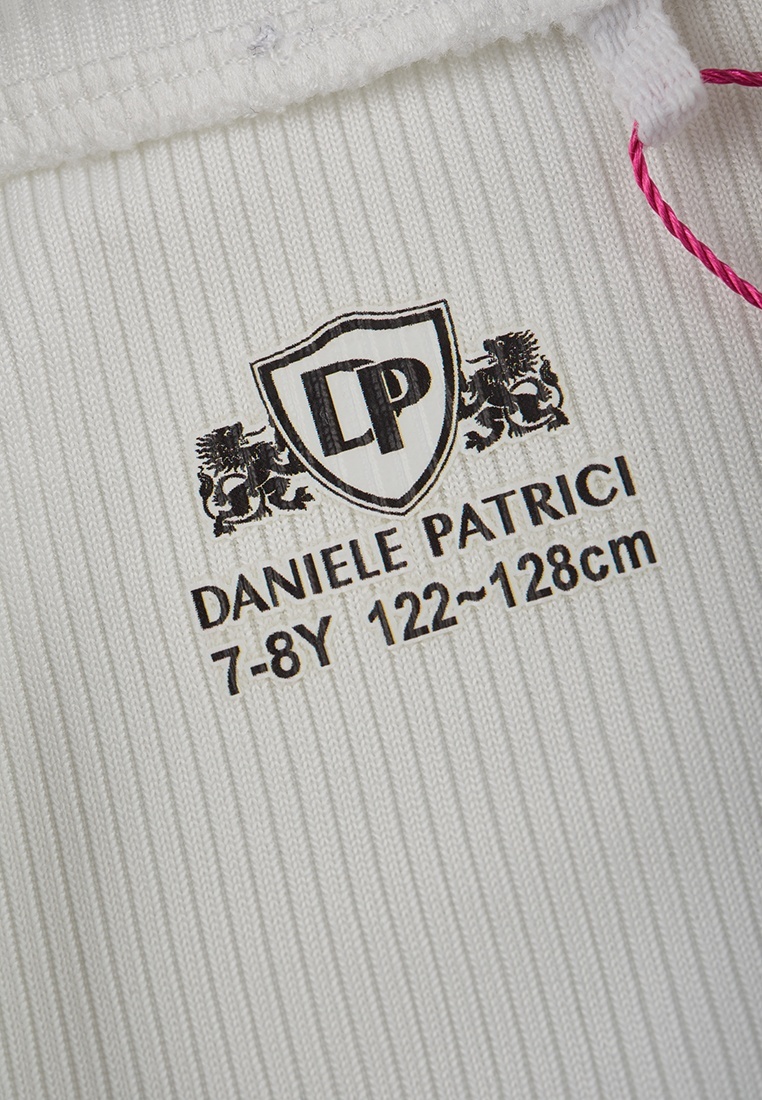 DP
DANIELE PATRICI
7-8Y 122~128cm